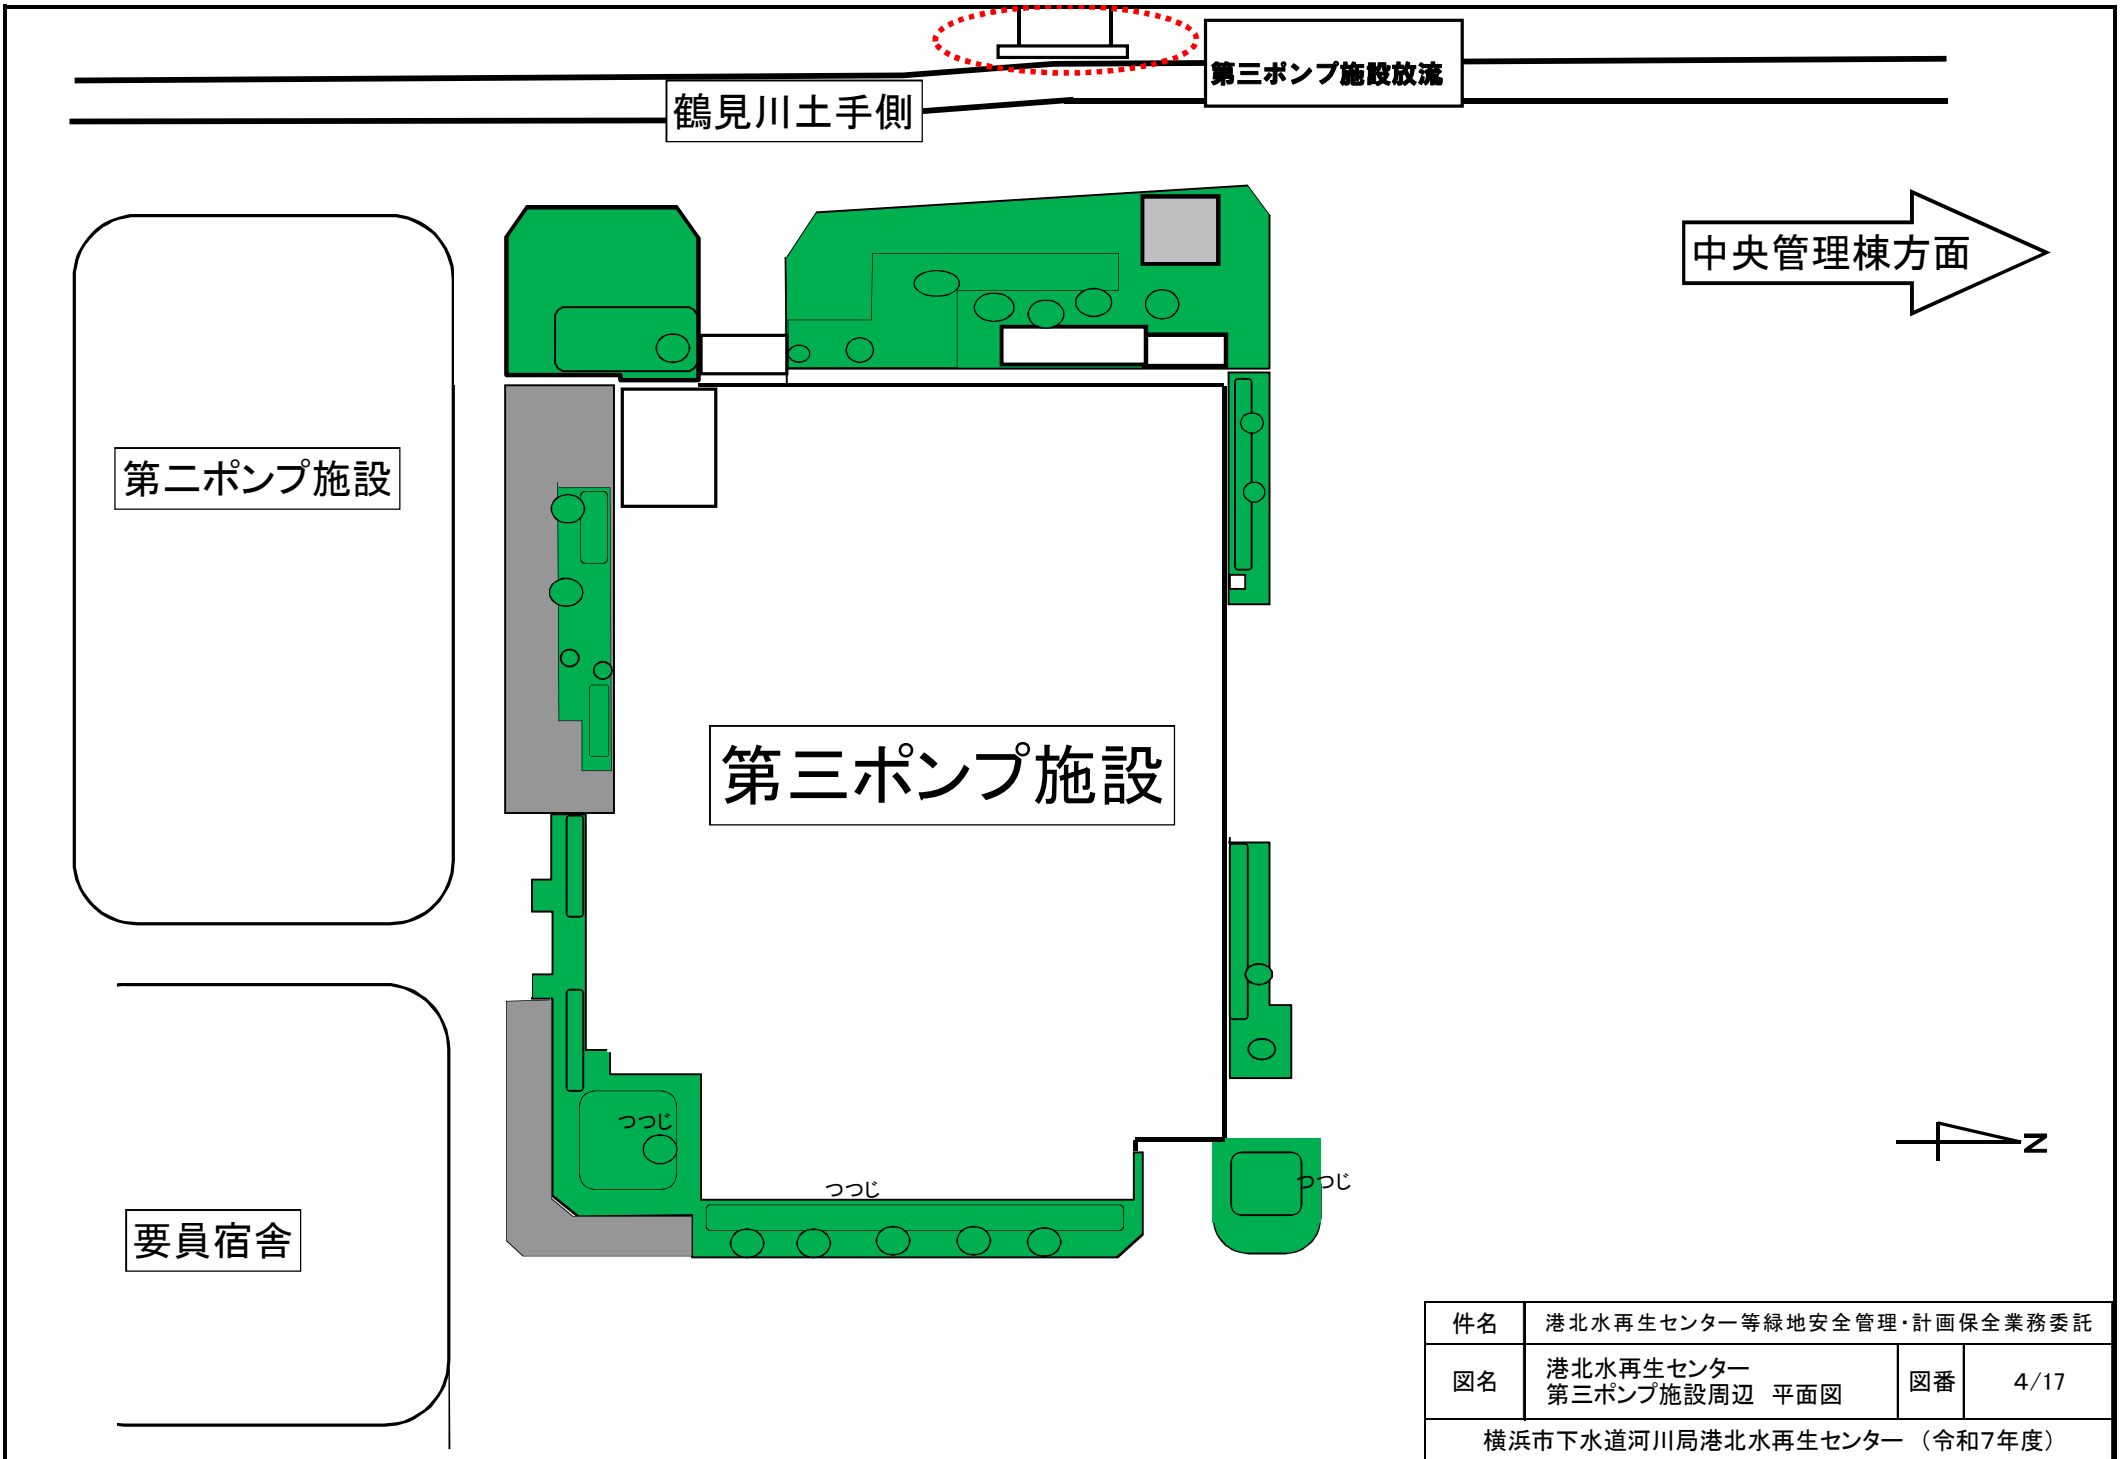 第三ポンプ施設放流
鶴見川土手側
中央管理棟方面
第二ポンプ施設
第三ポンプ施設
つつじ
つつじ
つつじ
N
要員宿舎
件名 港北水再生センター等緑地安全管理・計画保全業務委託
図名 港北水再生センター
第三ポンプ施設周辺 平面図 図番 4/17
横浜市下水道河川局港北水再生センター （令和7年度）